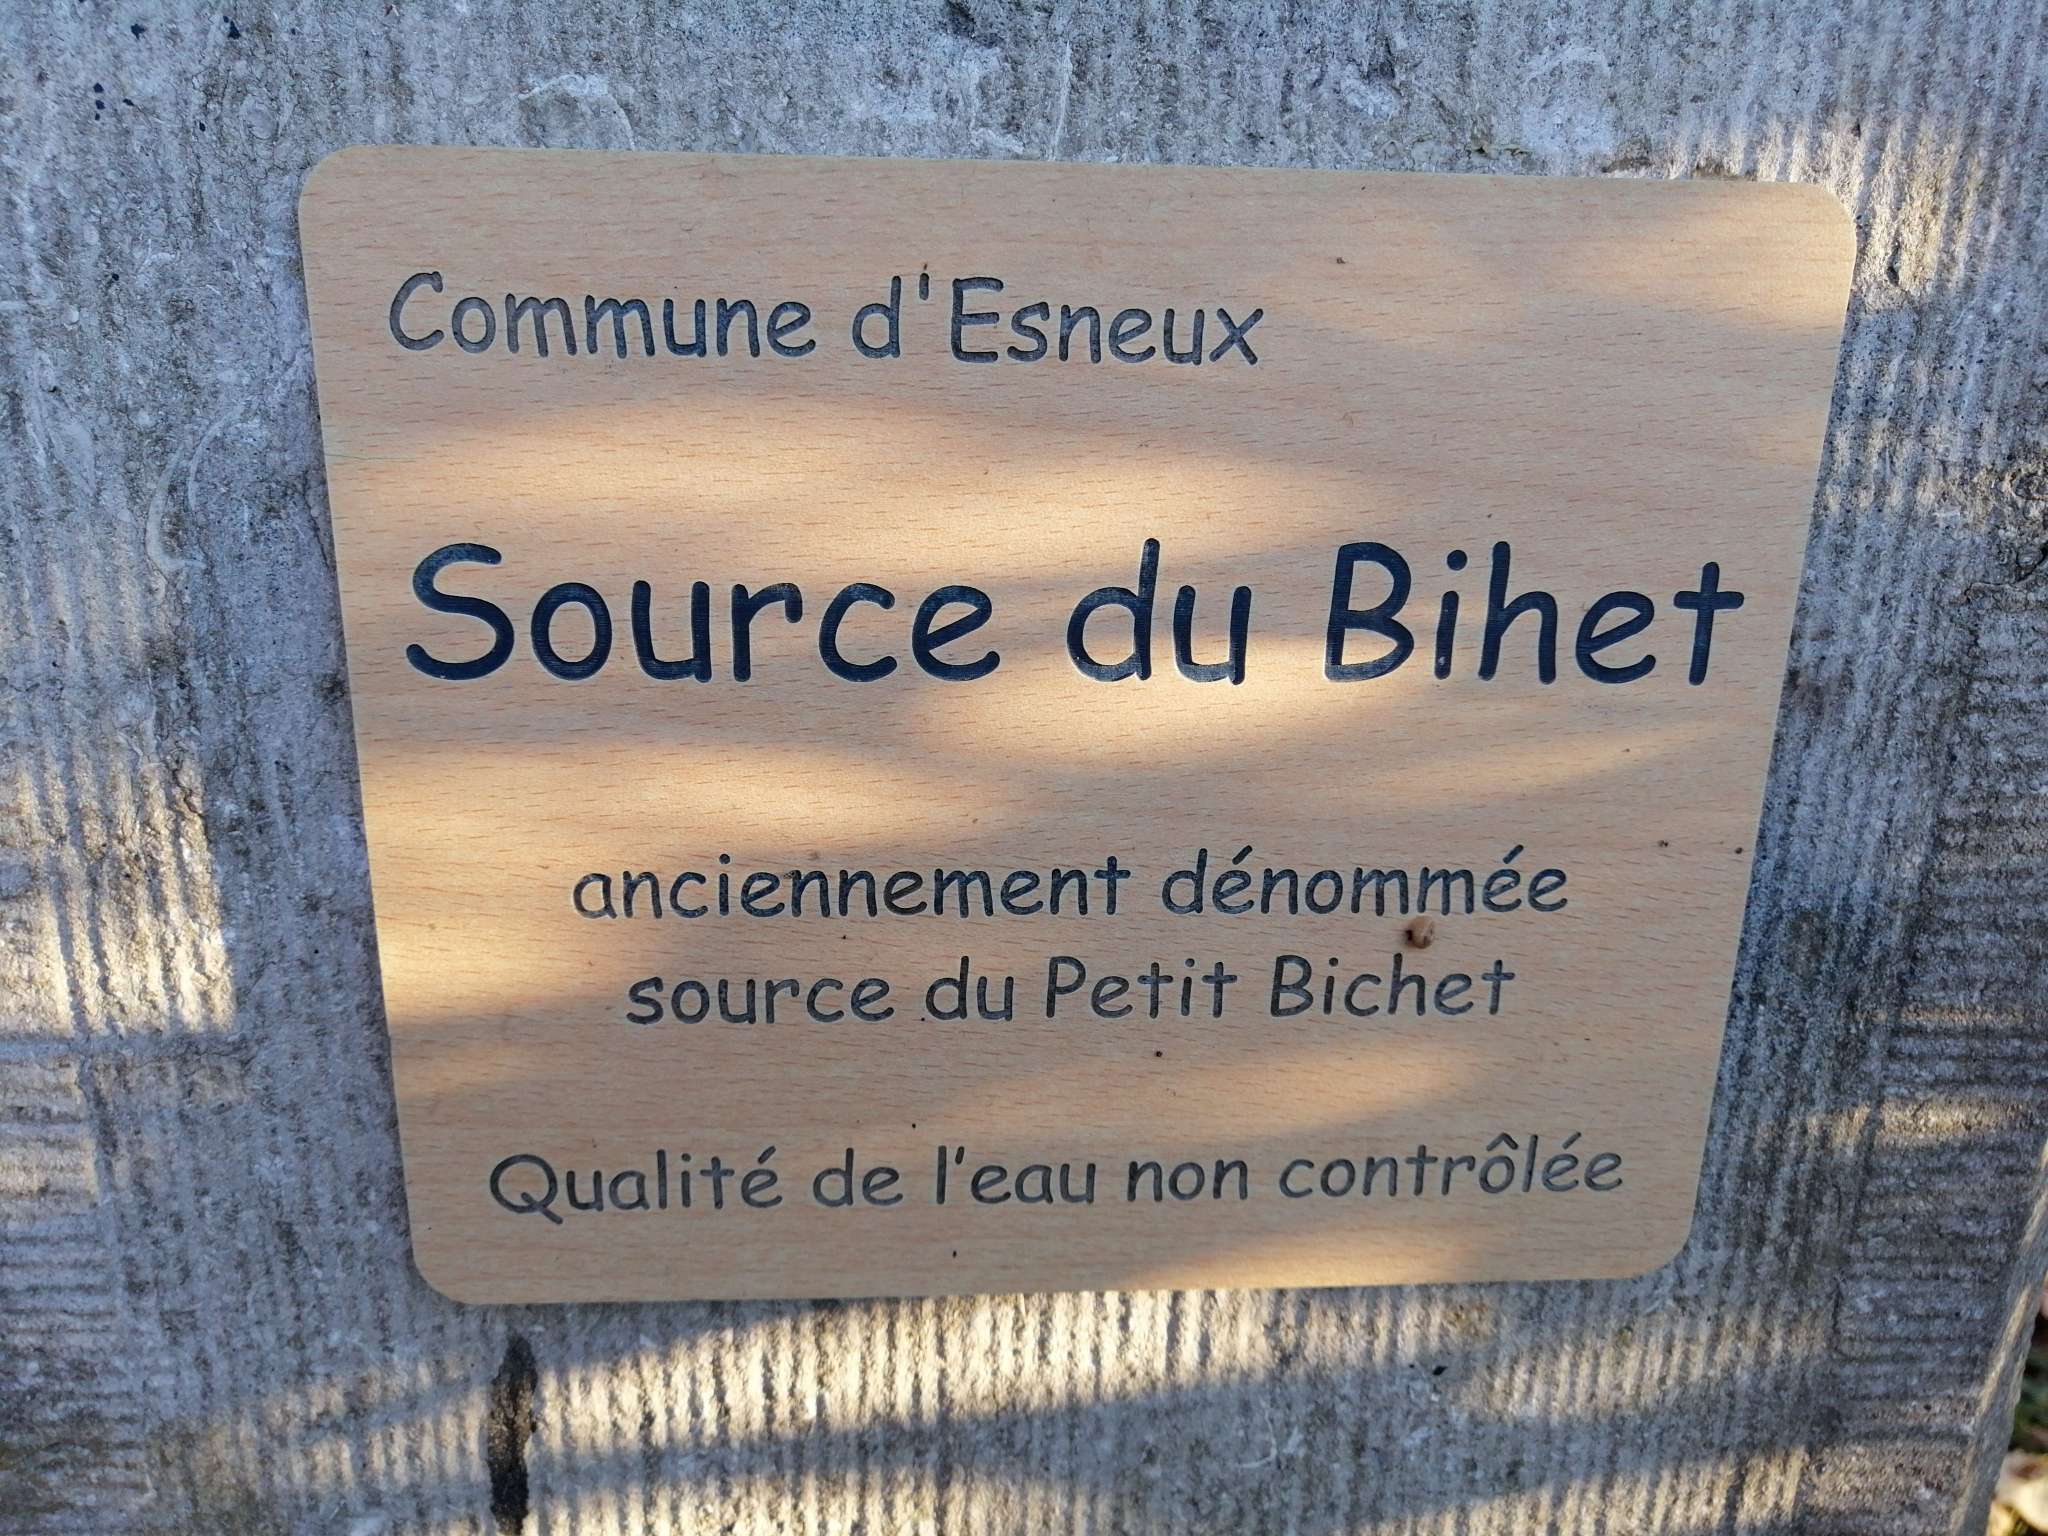 Commune d'Esneux
Source du Bihet
anciennement dénommée
source du Petit Bichet
Qualité de l'eau non contrôlée